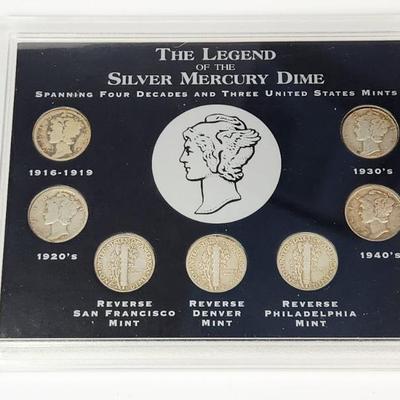 The Legend
of the
Silver Mercury Dime
Spanning Four Decades and Three United States Mints
1916-1919
1930's
1920's
1940's
Reverse
San Francisco
Mint
Reverse
Denver
Mint
Reverse
Philadelphia
Mint